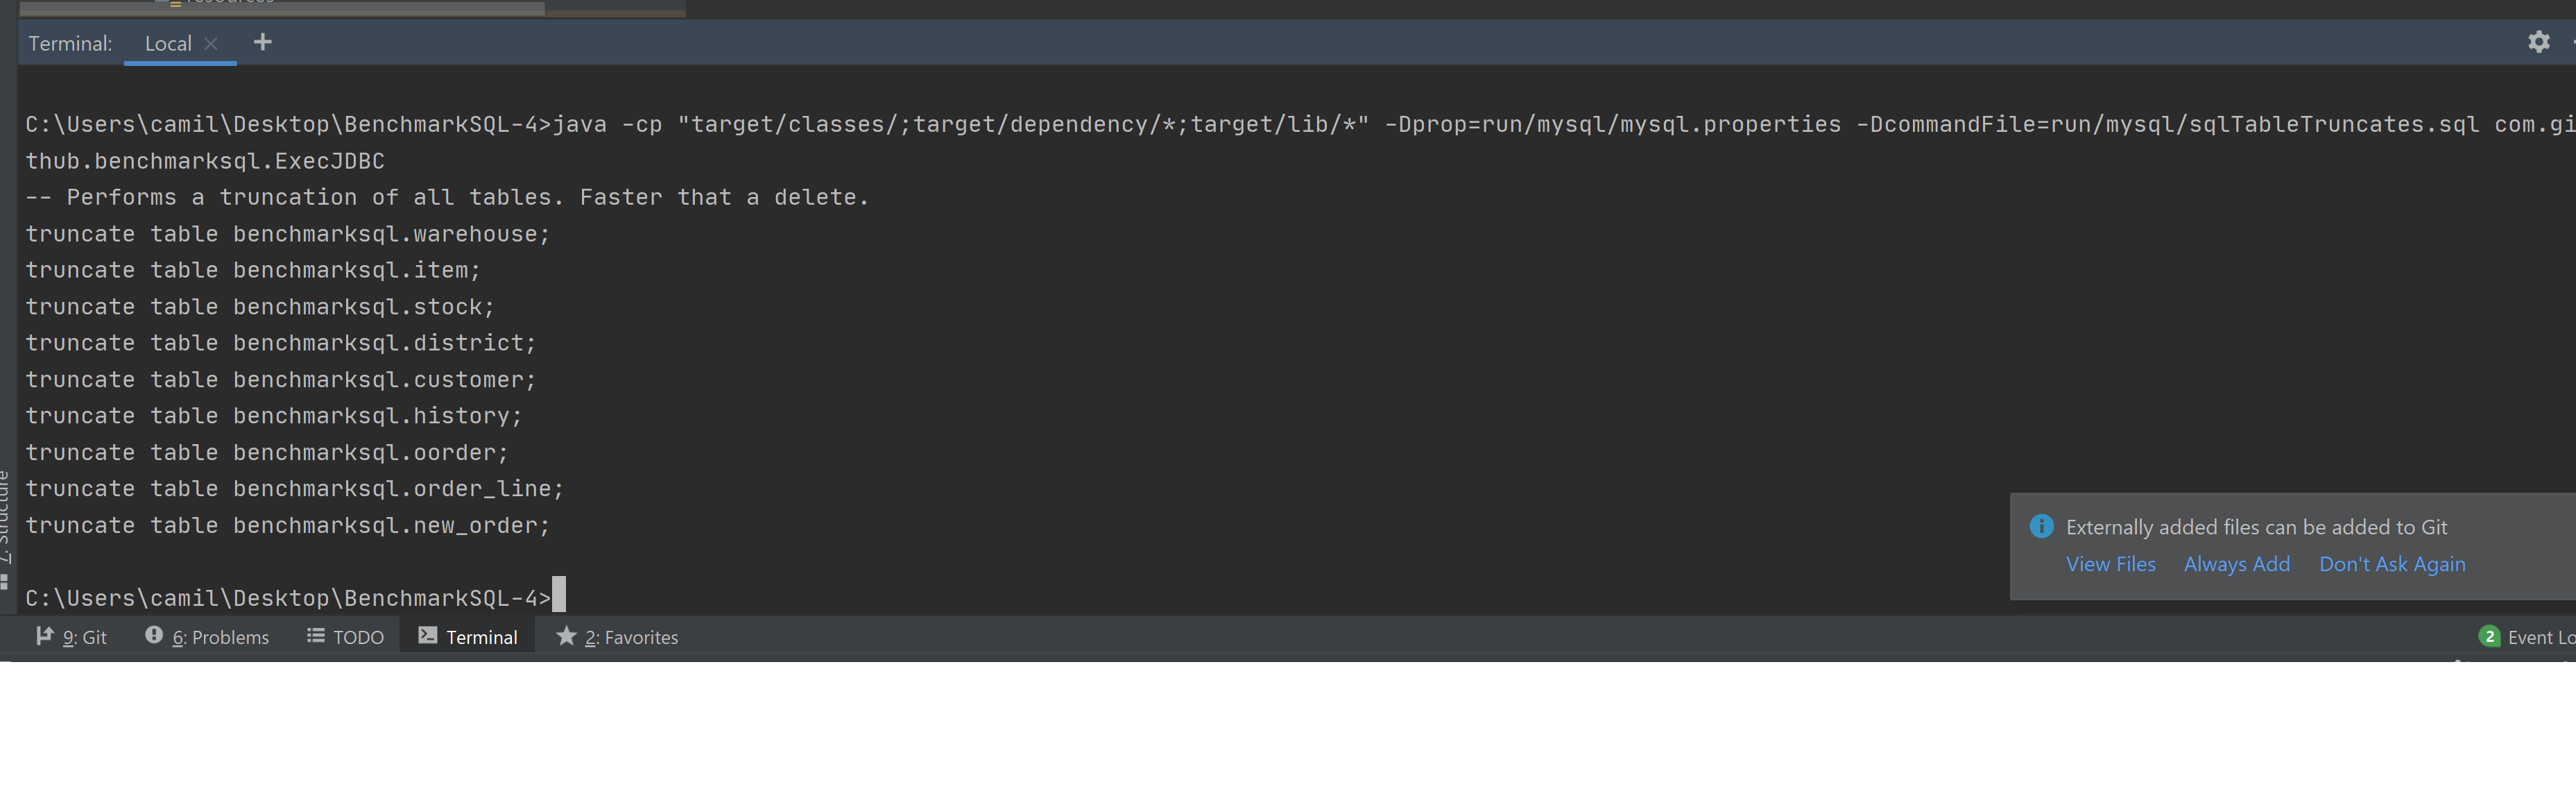 resources
Terminal: Local × +
C:\Users\camil\Desktop\BenchmarkSQL-4>java -cp "target/classes/;target/dependency/*;target/lib/*" -Dprop=run/mysql/mysql.properties -DcommandFile=run/mysql/sqlTableTruncates.sql com.gi
thub.benchmarksql.ExecJDBC
-- Performs a truncation of all tables. Faster that a delete.
truncate table benchmarksql.warehouse;
truncate table benchmarksql.item;
truncate table benchmarksql.stock;
truncate table benchmarksql.district;
truncate table benchmarksql.customer;
truncate table benchmarksql.history;
truncate table benchmarksql.oorder;
truncate table benchmarksql.order_line;
truncate table benchmarksql.new_order;
C:\Users\camil\Desktop\BenchmarkSQL-4>
7: Structure
Externally added files can be added to Git
View Files Always Add Don't Ask Again
9: Git 6: Problems TODO Terminal 2: Favorites 2 Event Lo